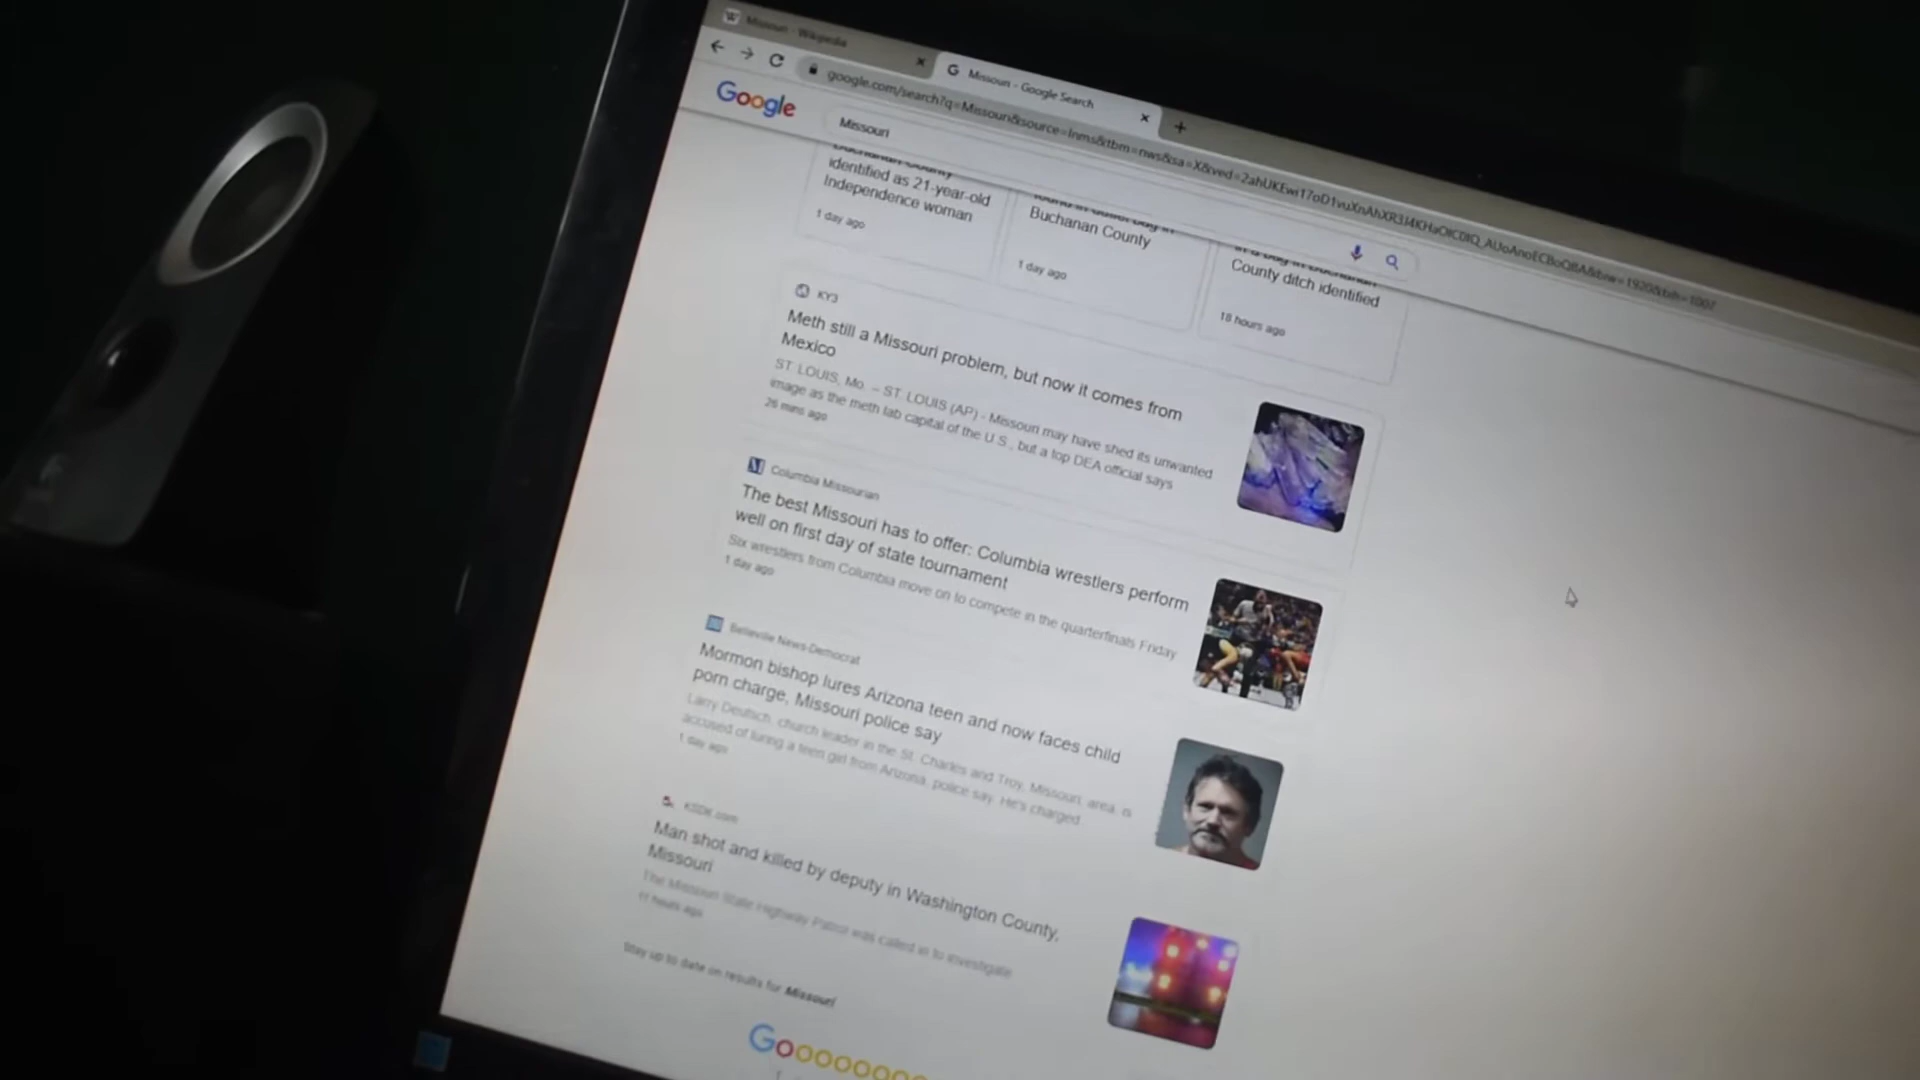 Missouri - Wikipedia
Missouri - Google Search
Google
Missouri
identified as 21-year-old
Independence woman
1 day ago
Buchanan County
1 day ago
County ditch identified
18 hours ago
KY3
Meth still a Missouri problem, but now it comes from
Mexico
ST. LOUIS, Mo. – ST. LOUIS (AP) - Missouri may have shed its unwanted
image as the meth lab capital of the U.S., but a top DEA official says
26 mins ago
Columbia Missourian
The best Missouri has to offer: Columbia wrestlers perform
well on first day of state tournament
Six wrestlers from Columbia move on to compete in the quarterfinals Friday
1 day ago
Belleville News-Democrat
Mormon bishop lures Arizona teen and now faces child
porn charge, Missouri police say
Larry Deutsch, church leader in the St. Charles and Troy, Missouri, area, is
accused of luring a teen girl from Arizona, police say. He's charged
1 day ago
KSDK.com
Man shot and killed by deputy in Washington County,
Missouri
The Missouri State Highway Patrol was called in to investigate
11 hours ago
Stay up to date on results for Missouri